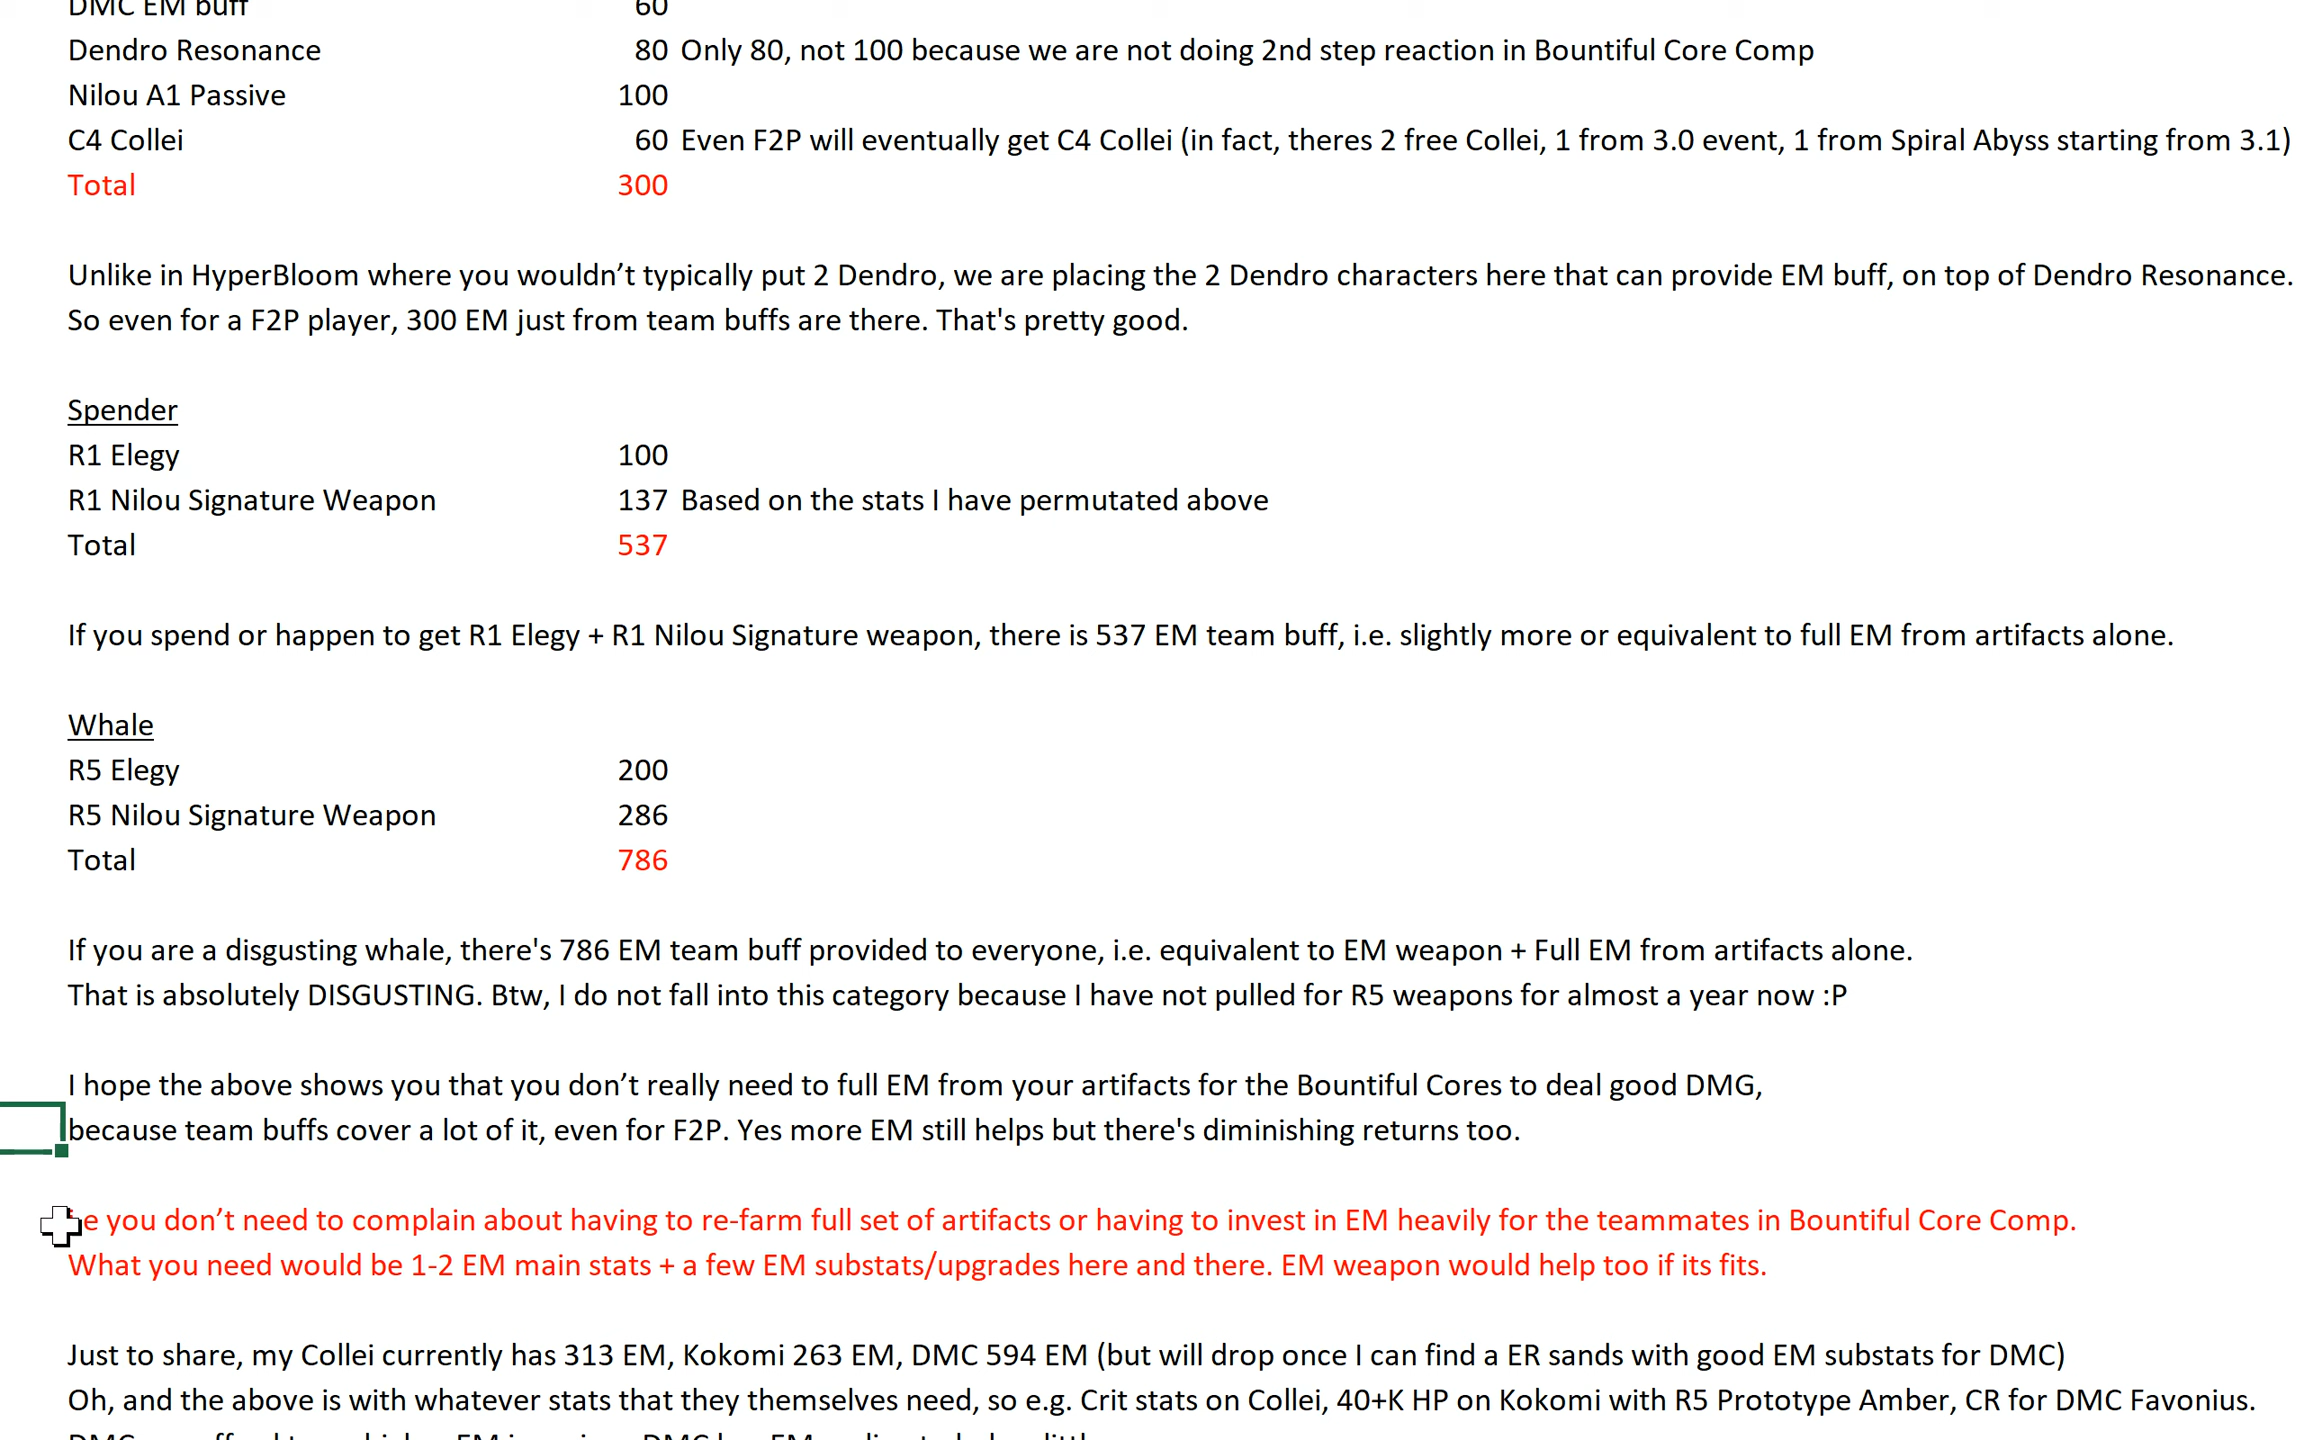 DMC EM buff 60
Dendro Resonance 80 Only 80, not 100 because we are not doing 2nd step reaction in Bountiful Core Comp
Nilou A1 Passive 100
C4 Collei 60 Even F2P will eventually get C4 Collei (in fact, theres 2 free Collei, 1 from 3.0 event, 1 from Spiral Abyss starting from 3.1)
Total 300
Unlike in HyperBloom where you wouldn’t typically put 2 Dendro, we are placing the 2 Dendro characters here that can provide EM buff, on top of Dendro Resonance.
So even for a F2P player, 300 EM just from team buffs are there. That's pretty good.
Spender
R1 Elegy 100
R1 Nilou Signature Weapon 137 Based on the stats I have permutated above
Total 537
If you spend or happen to get R1 Elegy + R1 Nilou Signature weapon, there is 537 EM team buff, i.e. slightly more or equivalent to full EM from artifacts alone.
Whale
R5 Elegy 200
R5 Nilou Signature Weapon 286
Total 786
If you are a disgusting whale, there's 786 EM team buff provided to everyone, i.e. equivalent to EM weapon + Full EM from artifacts alone.
That is absolutely DISGUSTING. Btw, I do not fall into this category because I have not pulled for R5 weapons for almost a year now :P
I hope the above shows you that you don’t really need to full EM from your artifacts for the Bountiful Cores to deal good DMG,
because team buffs cover a lot of it, even for F2P. Yes more EM still helps but there's diminishing returns too.
you don’t need to complain about having to re-farm full set of artifacts or having to invest in EM heavily for the teammates in Bountiful Core Comp.
What you need would be 1-2 EM main stats + a few EM substats/upgrades here and there. EM weapon would help too if its fits.
Just to share, my Collei currently has 313 EM, Kokomi 263 EM, DMC 594 EM (but will drop once I can find a ER sands with good EM substats for DMC)
Oh, and the above is with whatever stats that they themselves need, so e.g. Crit stats on Collei, 40+K HP on Kokomi with R5 Prototype Amber, CR for DMC Favonius.